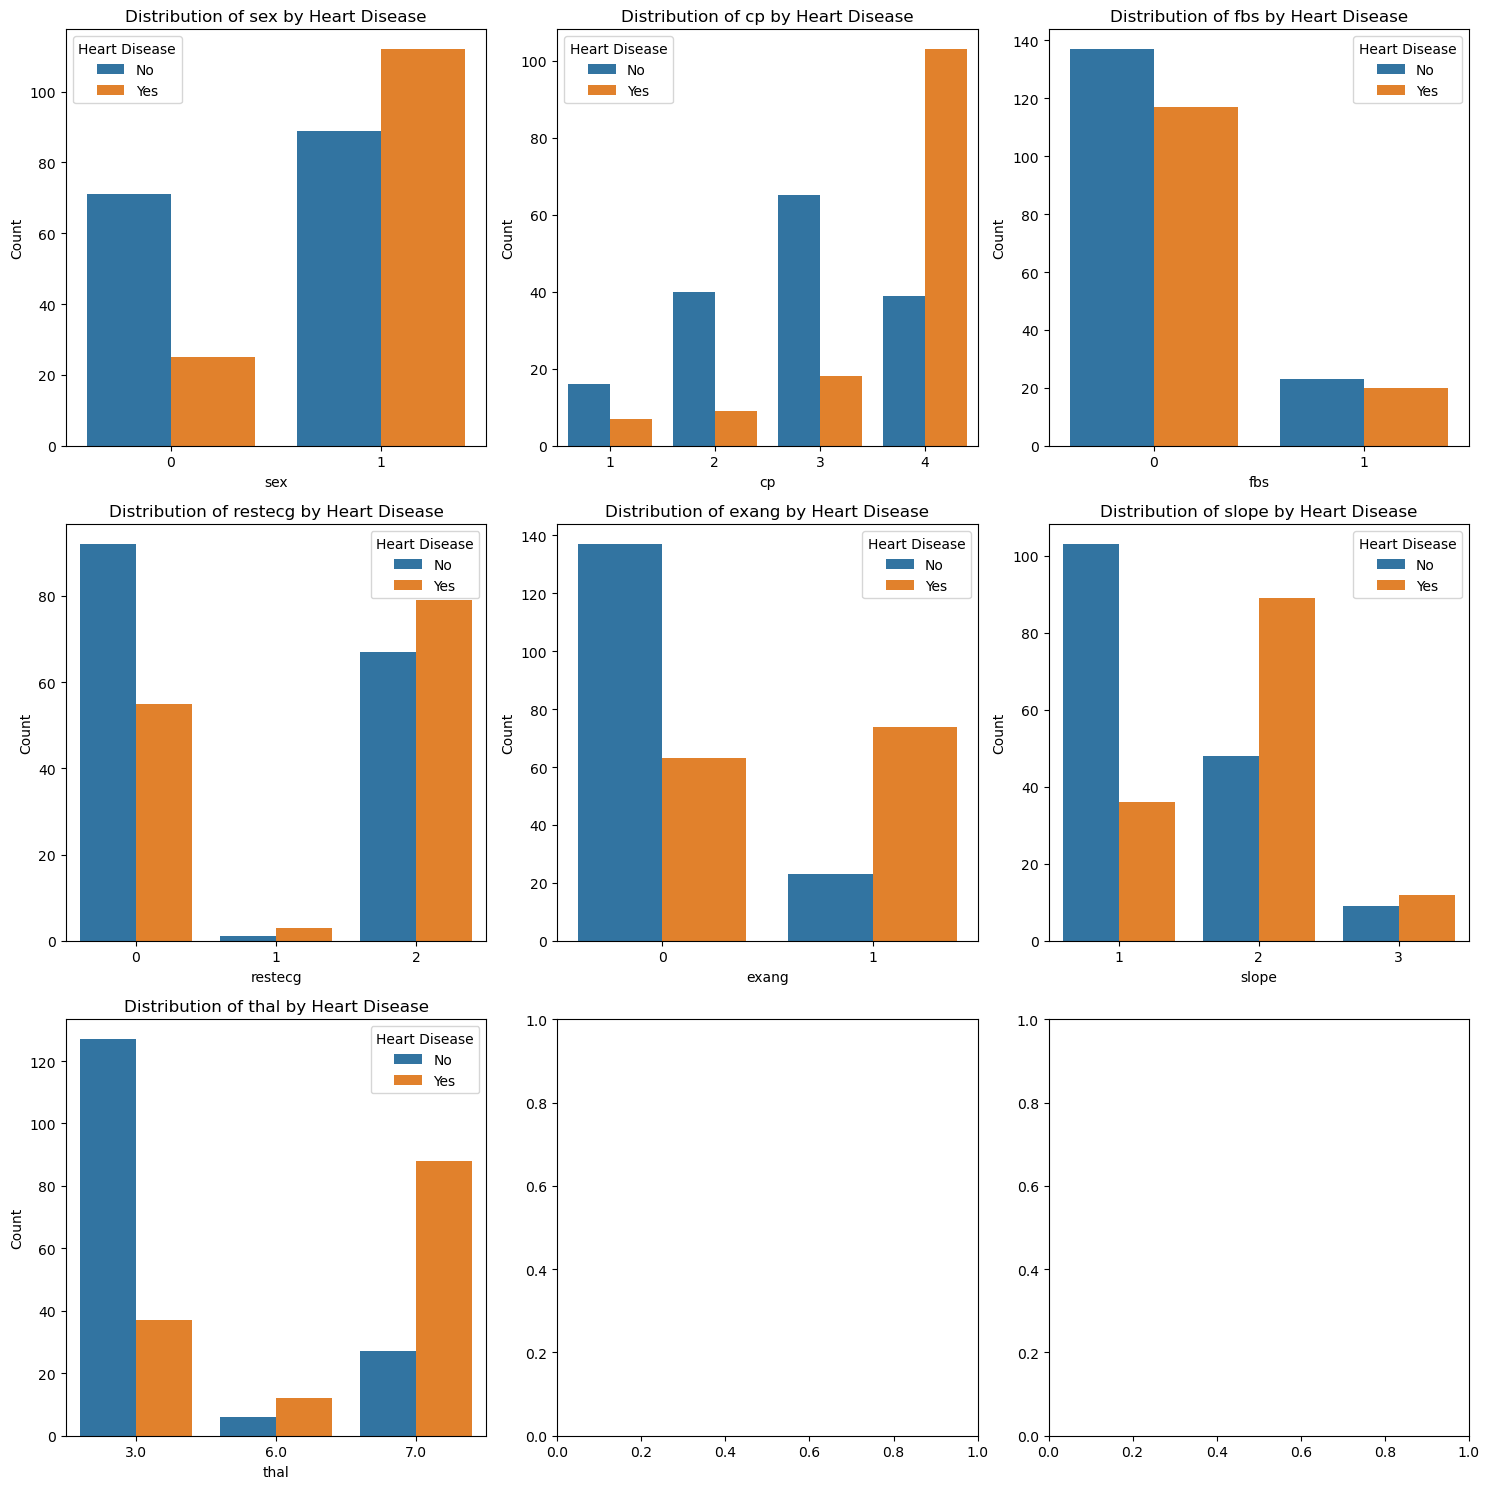 Distribution of sex by Heart Disease
Heart Disease
No
Yes
Count
0
20
40
60
80
100
0 1
sex
Distribution of cp by Heart Disease
Heart Disease
No
Yes
Count
0
20
40
60
80
100
1 2 3 4
cp
Distribution of fbs by Heart Disease
Heart Disease
No
Yes
Count
0
20
40
60
80
100
120
140
0 1
fbs
Distribution of restecg by Heart Disease
Heart Disease
No
Yes
Count
0
20
40
60
80
0 1 2
restecg
Distribution of exang by Heart Disease
Heart Disease
No
Yes
Count
0
20
40
60
80
100
120
140
0 1
exang
Distribution of slope by Heart Disease
Heart Disease
No
Yes
Count
0
20
40
60
80
100
1 2 3
slope
Distribution of thal by Heart Disease
Heart Disease
No
Yes
Count
0
20
40
60
80
100
120
3.0 6.0 7.0
thal
1.0
0.8
0.6
0.4
0.2
0.0
0.0 0.2 0.4 0.6 0.8 1.0
1.0
0.8
0.6
0.4
0.2
0.0
0.0 0.2 0.4 0.6 0.8 1.0